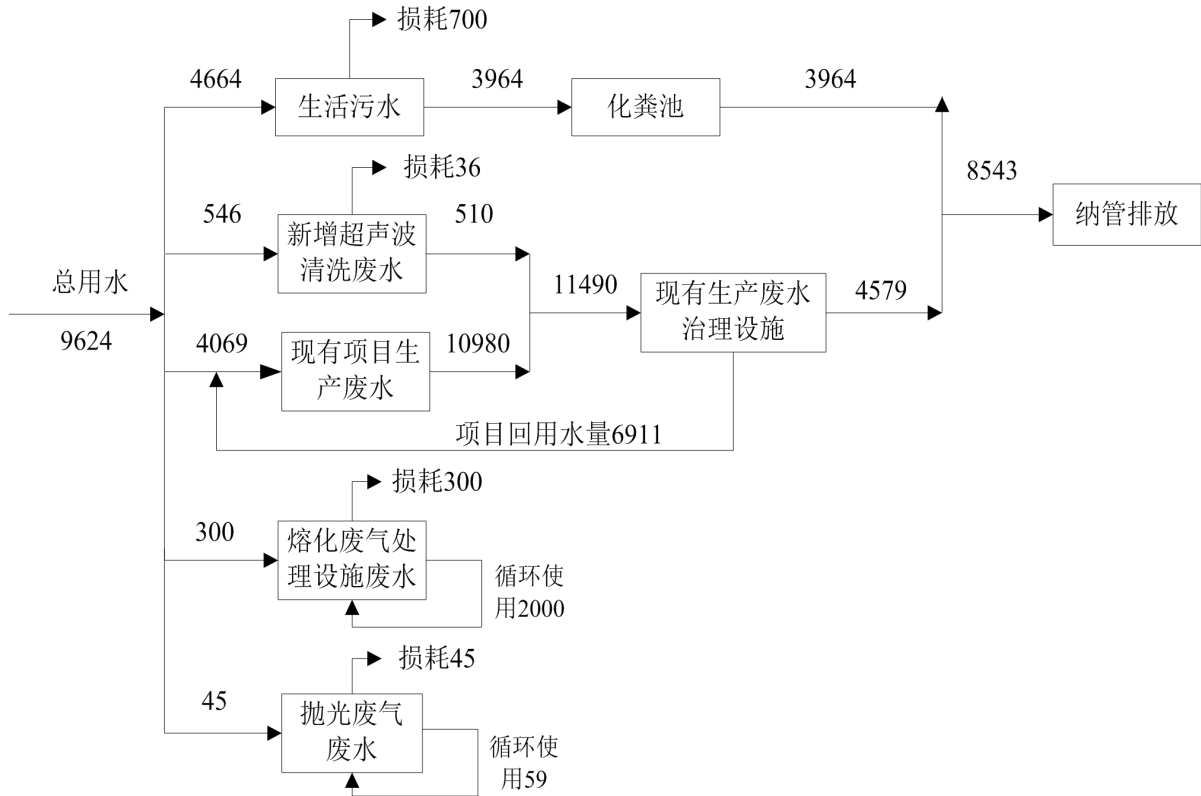 损耗700
4664
生活污水
3964
化粪池
3964
损耗36
546
新增超声波
清洗废水
510
8543
纳管排放
总用水
9624
11490
现有生产废水
治理设施
4579
4069
现有项目生
产废水
10980
项目回用水量6911
损耗300
300
熔化废气处
理设施废水
循环使
用2000
损耗45
45
抛光废气
废水
循环使
用59